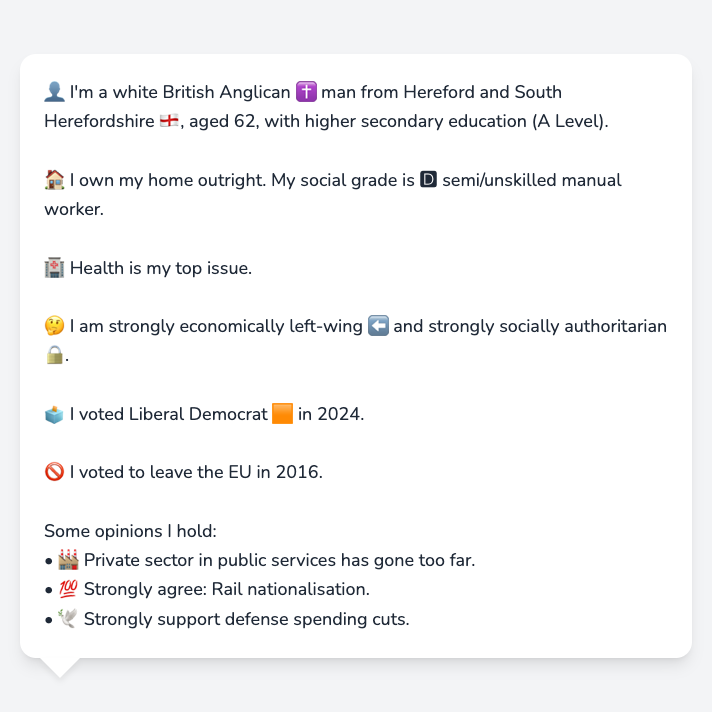 👤 I'm a white British Anglican ✝️ man from Hereford and South
Herefordshire 🏴󠁧󠁢󠁥󠁮󠁧󠁿, aged 62, with higher secondary education (A Level).
🏠 I own my home outright. My social grade is 🅳 semi/unskilled manual
worker.
🏥 Health is my top issue.
🤔 I am strongly economically left-wing ⬅️ and strongly socially authoritarian
🔒.
🗳️ I voted Liberal Democrat 🟧 in 2024.
🚫 I voted to leave the EU in 2016.
Some opinions I hold:
• 🏭 Private sector in public services has gone too far.
• 💯 Strongly agree: Rail nationalisation.
• 🕊️ Strongly support defense spending cuts.